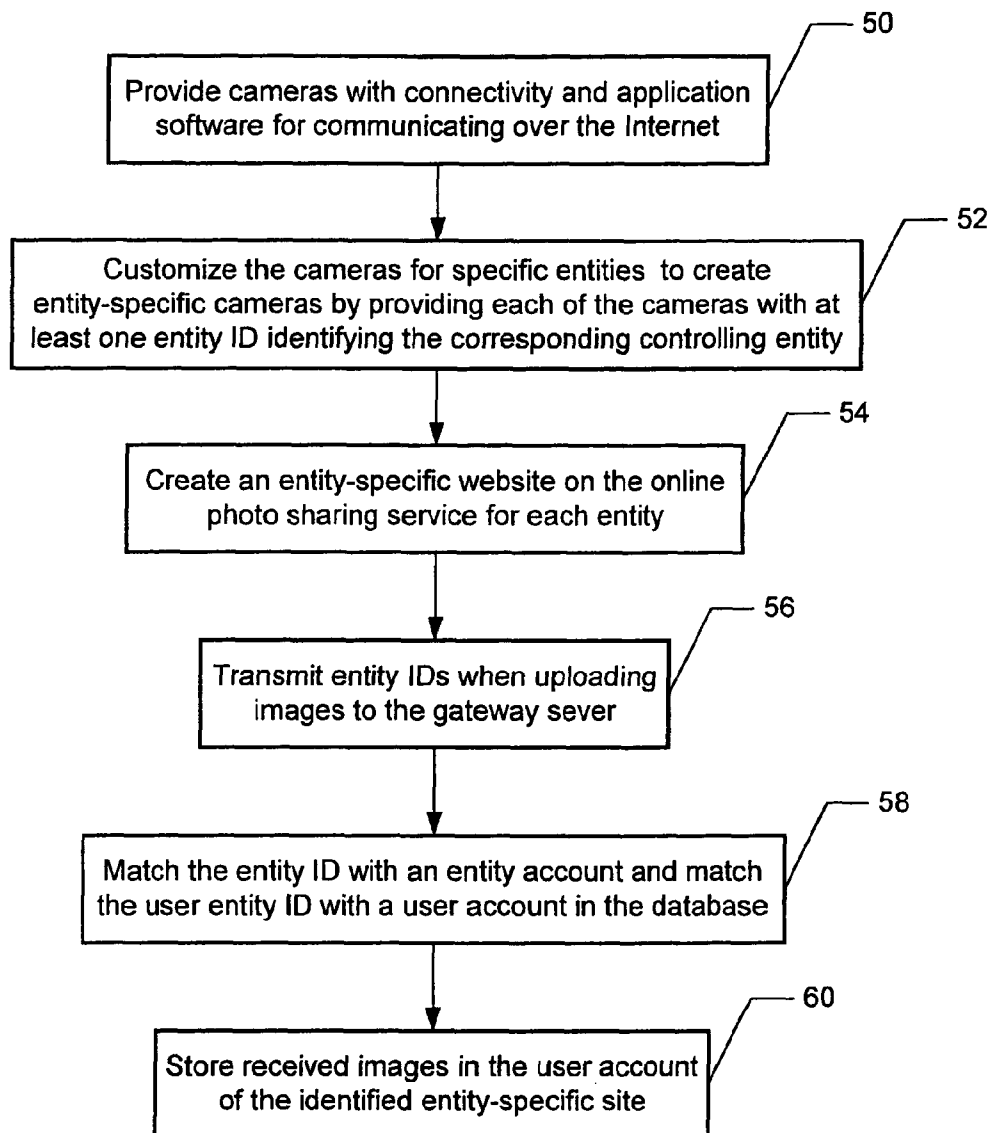 50
Provide cameras with connectivity and application
software for communicating over the Internet
52
Customize the cameras for specific entities to create
entity-specific cameras by providing each of the cameras with at
least one entity ID identifying the corresponding controlling entity
54
Create an entity-specific website on the online
photo sharing service for each entity
56
Transmit entity IDs when uploading
images to the gateway sever
58
Match the entity ID with an entity account and match
the user entity ID with a user account in the database
60
Store received images in the user account
of the identified entity-specific site